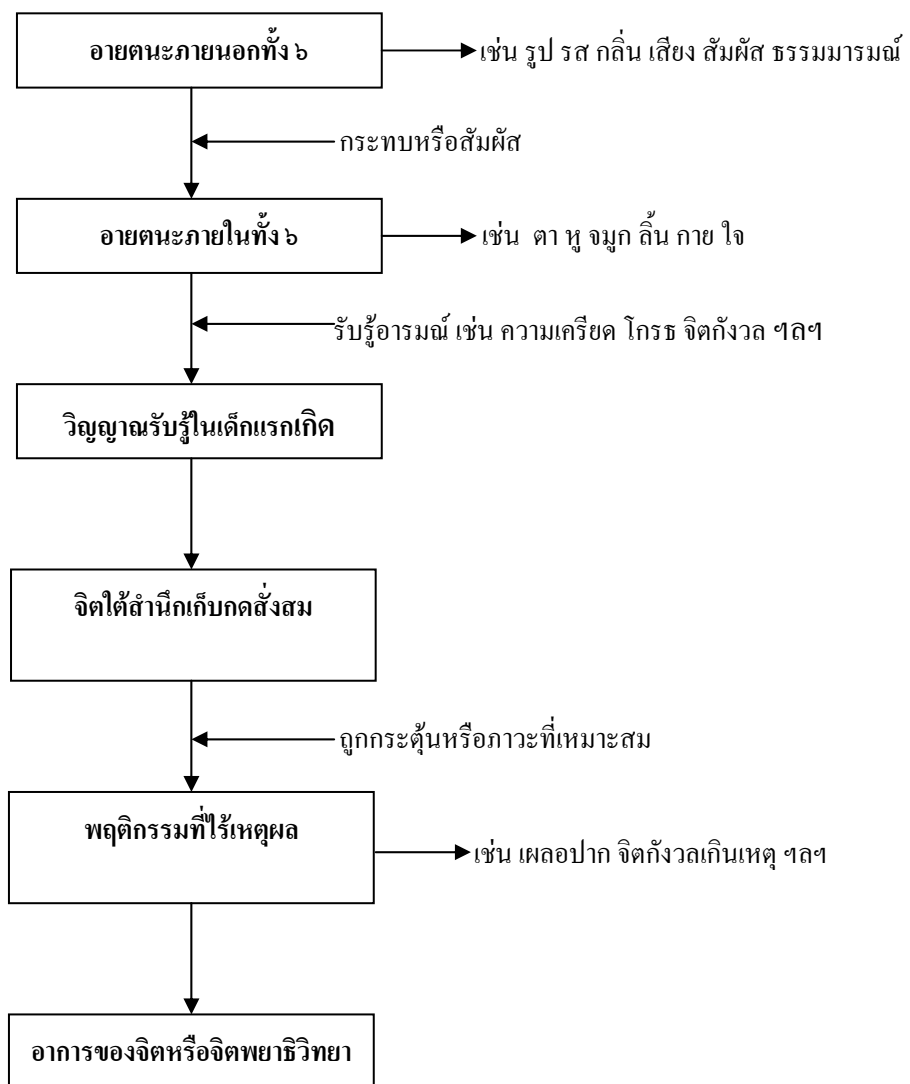 อายตนะภายนอกทั้ง ๖
เช่น รูป รส กลิ่น เสียง สัมผัส ธรรมมารมณ์
กระทบหรือสัมผัส
อายตนะภายในทั้ง ๖
เช่น ตา หู จมูก ลิ้น กาย ใจ
รับรู้อารมณ์ เช่น ความเครียด โกรธ จิตกังวล ฯลฯ
วิญญาณรับรู้ในเด็กแรกเกิด
จิตใต้สำนึกเก็บกดสั่งสม
ถูกกระตุ้นหรือภาวะที่เหมาะสม
พฤติกรรมที่ไร้เหตุผล
เช่น เผลอปาก จิตกังวลเกินเหตุ ฯลฯ
อาการของจิตหรือจิตพยาธิวิทยา